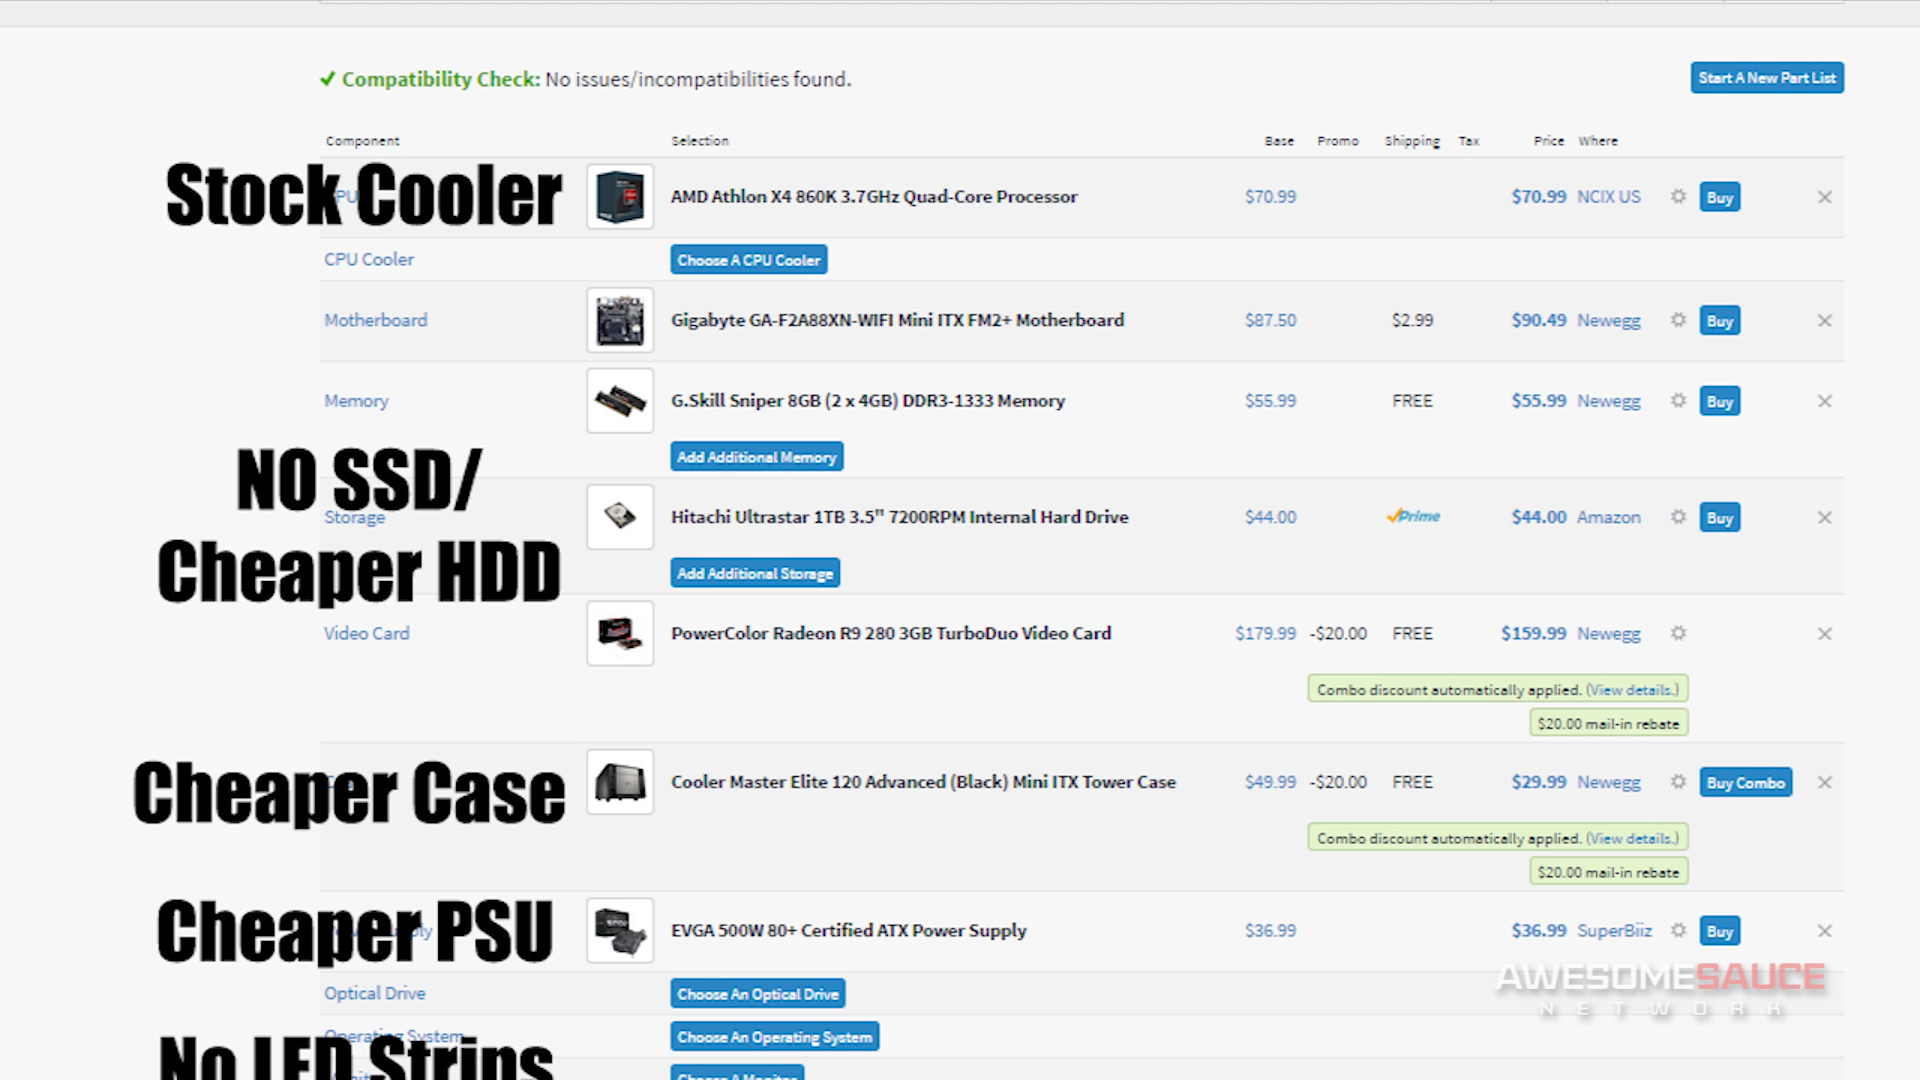 ✔ Compatibility Check: No issues/incompatibilities found.
Start A New Part List
Component Selection Base Promo Shipping Tax Price Where
Stock Cooler
AMD Athlon X4 860K 3.7GHz Quad-Core Processor $70.99 $70.99 NCIX US Buy
CPU Cooler Choose A CPU Cooler
Motherboard Gigabyte GA-F2A88XN-WIFI Mini ITX FM2+ Motherboard $87.50 $2.99 $90.49 Newegg Buy
Memory G.Skill Sniper 8GB (2 x 4GB) DDR3-1333 Memory $55.99 FREE $55.99 Newegg Buy
Add Additional Memory
NO SSD/
Storage Hitachi Ultrastar 1TB 3.5" 7200RPM Internal Hard Drive $44.00 Prime $44.00 Amazon Buy
Cheaper HDD
Add Additional Storage
Video Card PowerColor Radeon R9 280 3GB TurboDuo Video Card $179.99 -$20.00 FREE $159.99 Newegg
Combo discount automatically applied. (View details.)
$20.00 mail-in rebate
Cheaper Case
Cooler Master Elite 120 Advanced (Black) Mini ITX Tower Case $49.99 -$20.00 FREE $29.99 Newegg Buy Combo
Combo discount automatically applied. (View details.)
$20.00 mail-in rebate
Cheaper PSU
EVGA 500W 80+ Certified ATX Power Supply $36.99 $36.99 SuperBiiz Buy
AWESOMESAUCE
NETWORK
Optical Drive Choose An Optical Drive
Operating System Choose An Operating System
No LED Strips
Choose A Monitor